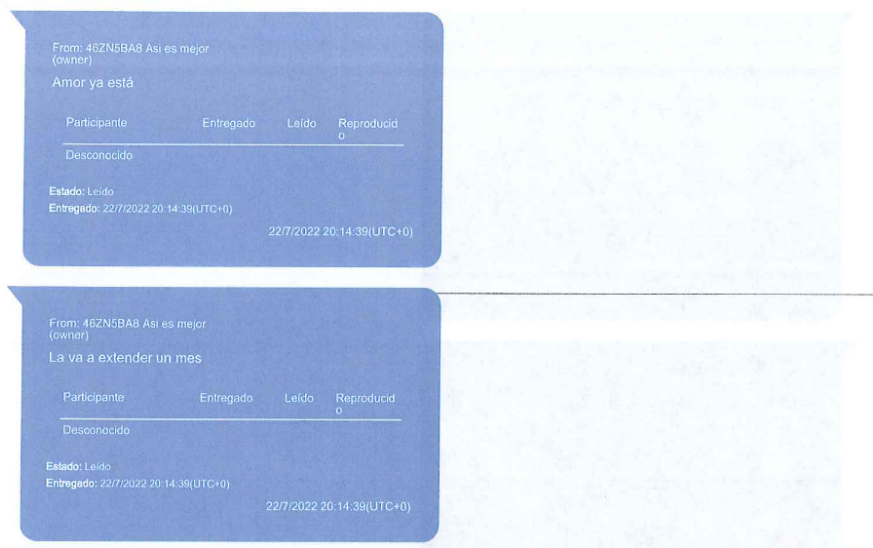 From: 46ZN5BA8 Asi es mejor
(owner)
Amor ya está
Participante Entregado Leído Reproducid
o
Desconocido
Estado: Leído
Entregado: 22/7/2022 20:14:39(UTC+0)
22/7/2022 20:14:39(UTC+0)
From: 46ZN5BA8 Asi es mejor
(owner)
La va a extender un mes
Participante Entregado Leído Reproducid
o
Desconocido
Estado: Leído
Entregado: 22/7/2022 20:14:39(UTC+0)
22/7/2022 20:14:39(UTC+0)